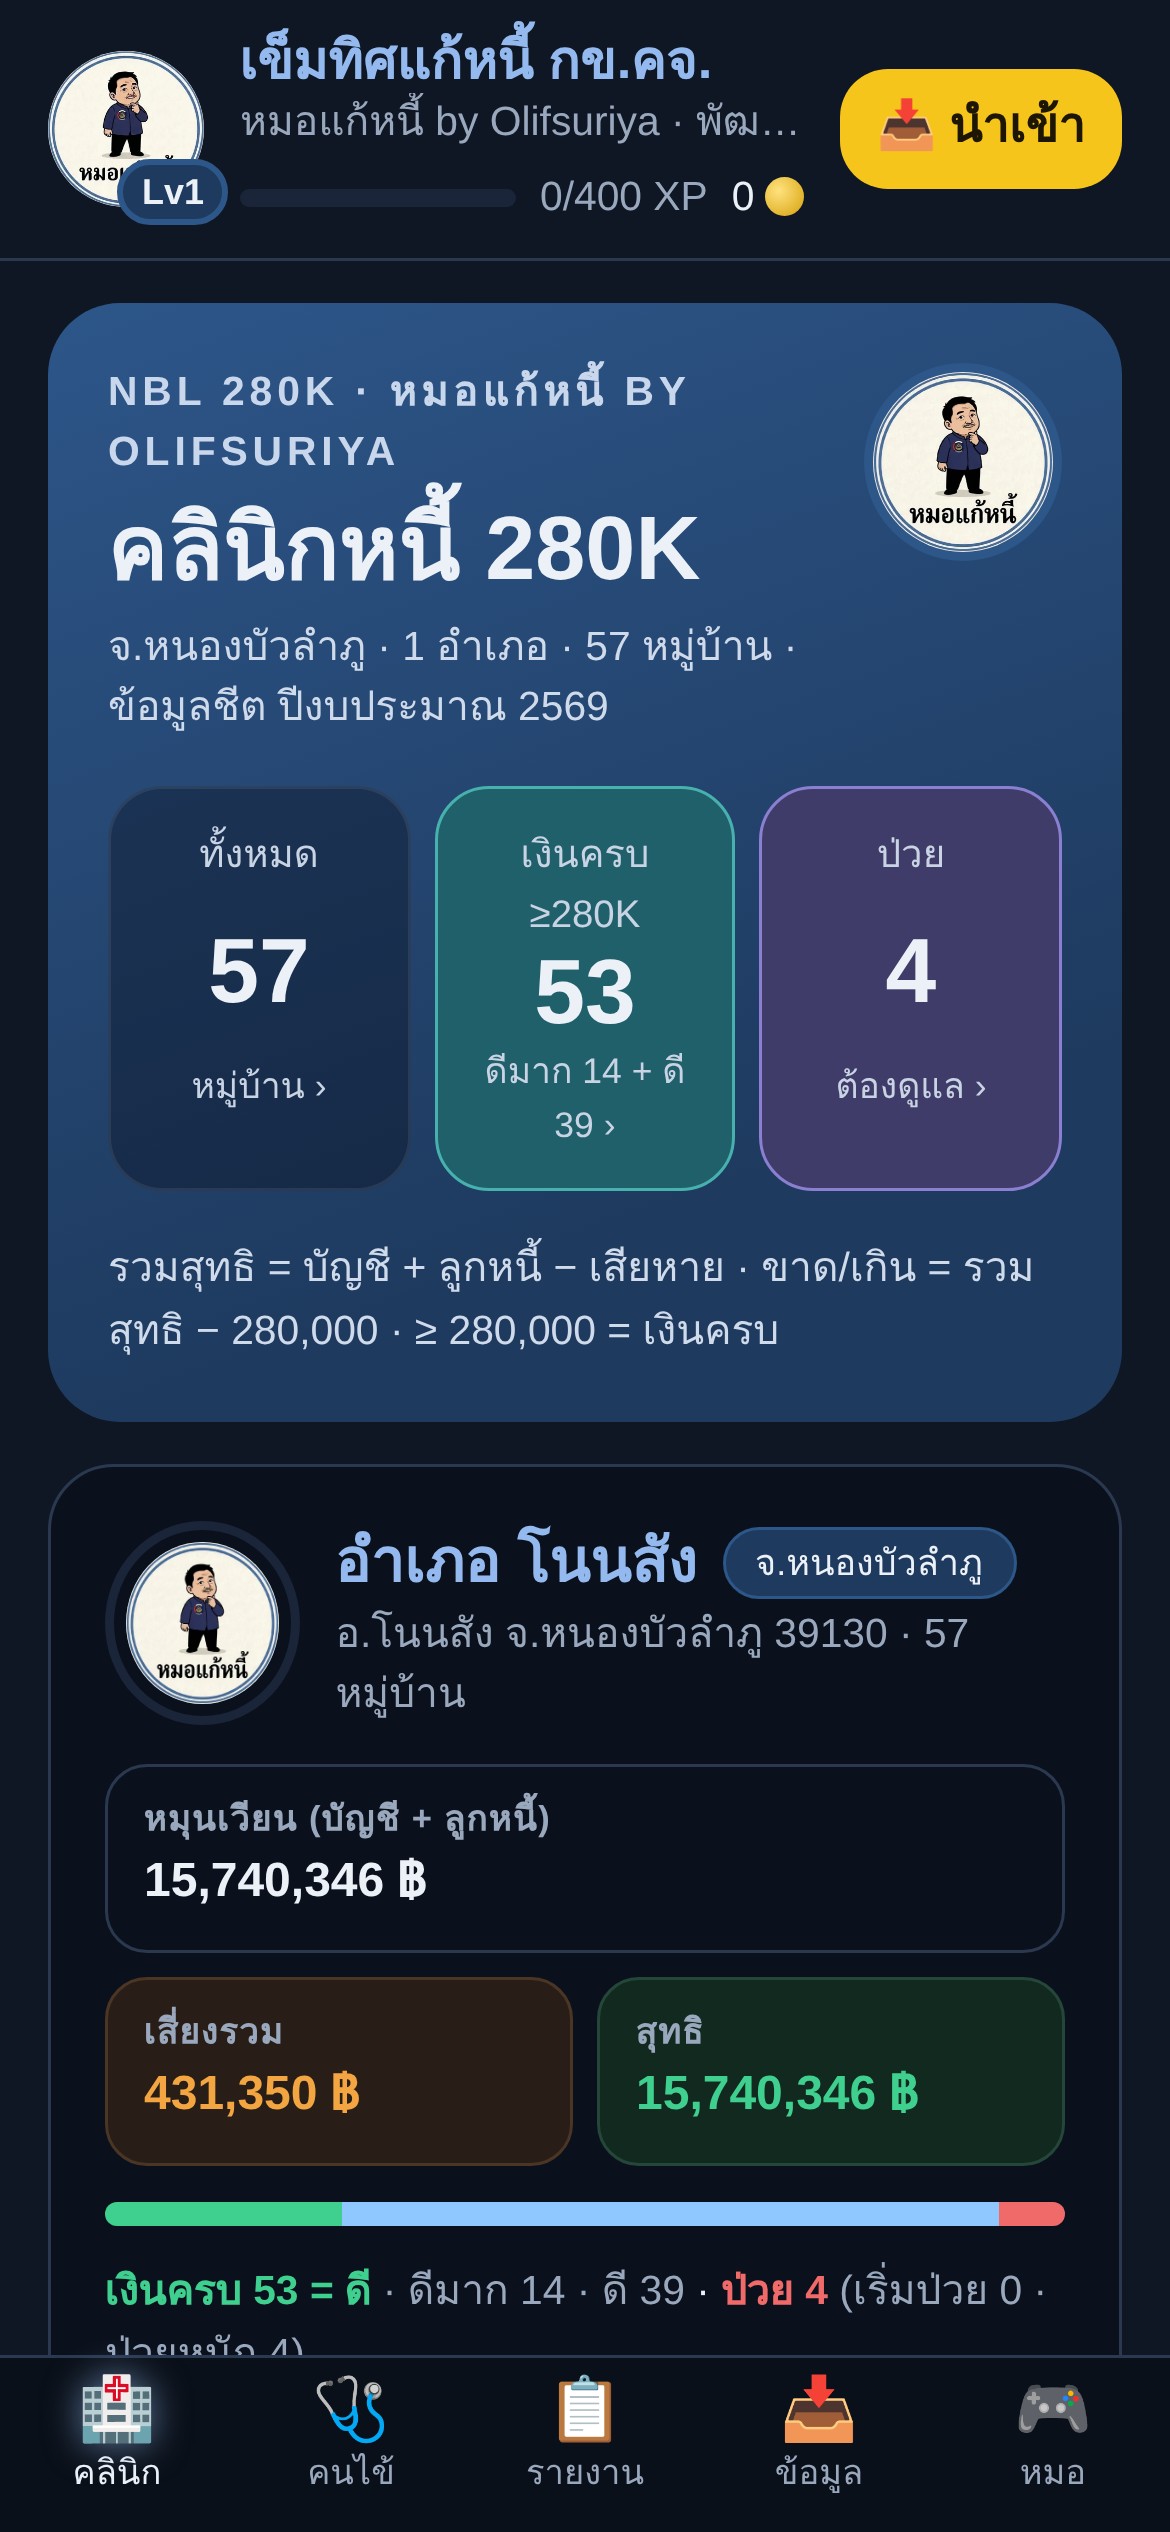 เข็มทิศแก้หนี้ กข.คจ.
หมอแก้หนี้ by Olifsuriya · พัฒ...
📥 นำเข้า
Lv1
0/400 XP 0
NBL 280K · หมอแก้หนี้ BY
OLIFSURIYA
หมอแก้หนี้
คลินิกหนี้ 280K
จ.หนองบัวลำภู · 1 อำเภอ · 57 หมู่บ้าน ·
ข้อมูลชีต ปีงบประมาณ 2569
ทั้งหมด
57
หมู่บ้าน ›
เงินครบ
≥280K
53
ดีมาก 14 + ดี
39 ›
ป่วย
4
ต้องดูแล ›
รวมสุทธิ = บัญชี + ลูกหนี้ − เสียหาย · ขาด/เกิน = รวม
สุทธิ − 280,000 · ≥ 280,000 = เงินครบ
หมอแก้หนี้
อำเภอ โนนสัง
จ.หนองบัวลำภู
อ.โนนสัง จ.หนองบัวลำภู 39130 · 57
หมู่บ้าน
หมุนเวียน (บัญชี + ลูกหนี้)
15,740,346 ฿
เสี่ยงรวม
431,350 ฿
สุทธิ
15,740,346 ฿
เงินครบ 53 = ดี · ดีมาก 14 · ดี 39 · ป่วย 4 (เริ่มป่วย 0 ·
ป่วยหนัก 4)
คลินิก
คนไข้
รายงาน
ข้อมูล
หมอ